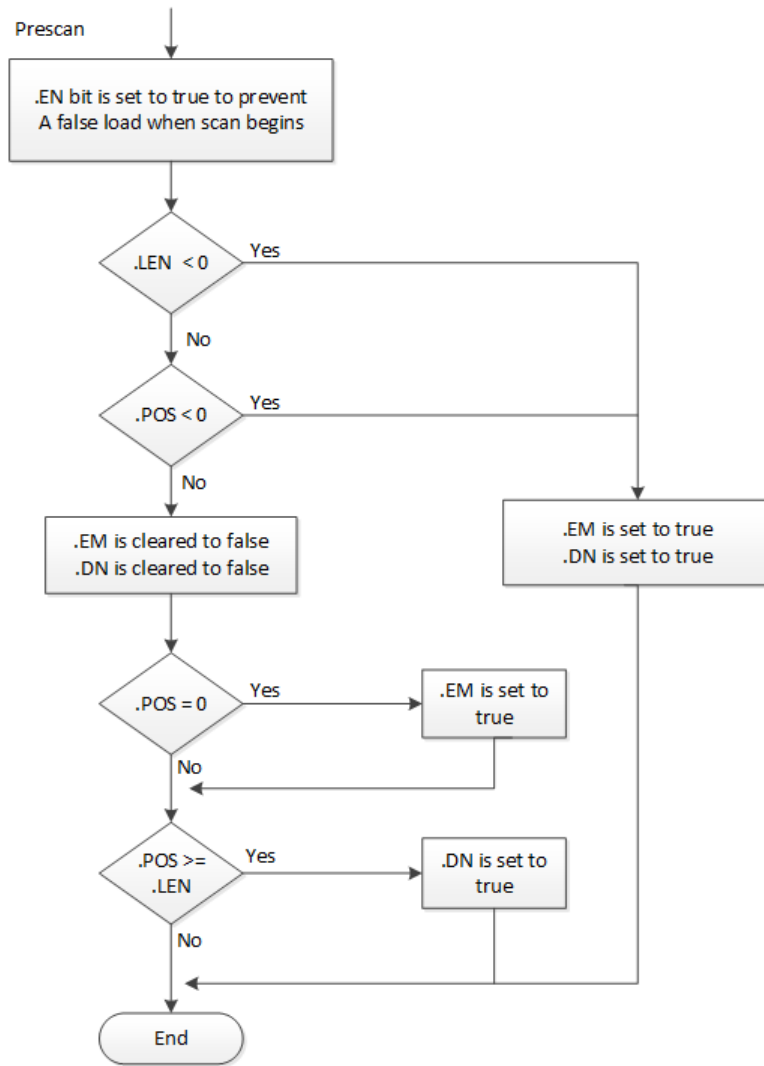 Prescan
.EN bit is set to true to prevent
A false load when scan begins
.LEN < 0
Yes
No
.POS < 0
Yes
No
.EM is cleared to false
.DN is cleared to false
.EM is set to true
.DN is set to true
.POS = 0
Yes
.EM is set to
true
No
.POS >=
.LEN
Yes
.DN is set to
true
No
End